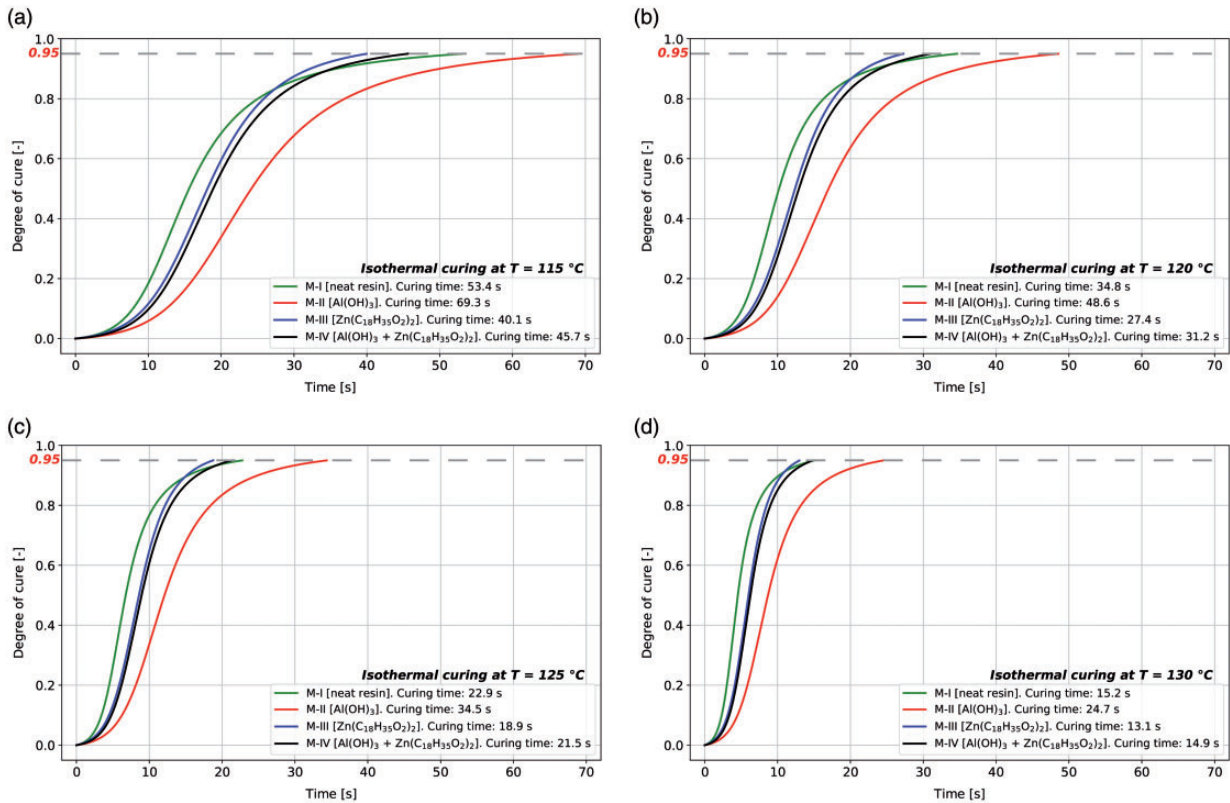 (a)
1.0
0.95
0.8
0.6
0.4
0.2
0.0
Degree of cure [-]
Isothermal curing at T = 115 °C
M-I [neat resin]. Curing time: 53.4 s
M-II [Al(OH)₃]. Curing time: 69.3 s
M-III [Zn(C₁₈H₃₅O₂)₂]. Curing time: 40.1 s
M-IV [Al(OH)₃ + Zn(C₁₈H₃₅O₂)₂]. Curing time: 45.7 s
0 10 20 30 40 50 60 70
Time [s]
(b)
1.0
0.95
0.8
0.6
0.4
0.2
0.0
Degree of cure [-]
Isothermal curing at T = 120 °C
M-I [neat resin]. Curing time: 34.8 s
M-II [Al(OH)₃]. Curing time: 48.6 s
M-III [Zn(C₁₈H₃₅O₂)₂]. Curing time: 27.4 s
M-IV [Al(OH)₃ + Zn(C₁₈H₃₅O₂)₂]. Curing time: 31.2 s
0 10 20 30 40 50 60 70
Time [s]
(c)
1.0
0.95
0.8
0.6
0.4
0.2
0.0
Degree of cure [-]
Isothermal curing at T = 125 °C
M-I [neat resin]. Curing time: 22.9 s
M-II [Al(OH)₃]. Curing time: 34.5 s
M-III [Zn(C₁₈H₃₅O₂)₂]. Curing time: 18.9 s
M-IV [Al(OH)₃ + Zn(C₁₈H₃₅O₂)₂]. Curing time: 21.5 s
0 10 20 30 40 50 60 70
Time [s]
(d)
1.0
0.95
0.8
0.6
0.4
0.2
0.0
Degree of cure [-]
Isothermal curing at T = 130 °C
M-I [neat resin]. Curing time: 15.2 s
M-II [Al(OH)₃]. Curing time: 24.7 s
M-III [Zn(C₁₈H₃₅O₂)₂]. Curing time: 13.1 s
M-IV [Al(OH)₃ + Zn(C₁₈H₃₅O₂)₂]. Curing time: 14.9 s
0 10 20 30 40 50 60 70
Time [s]